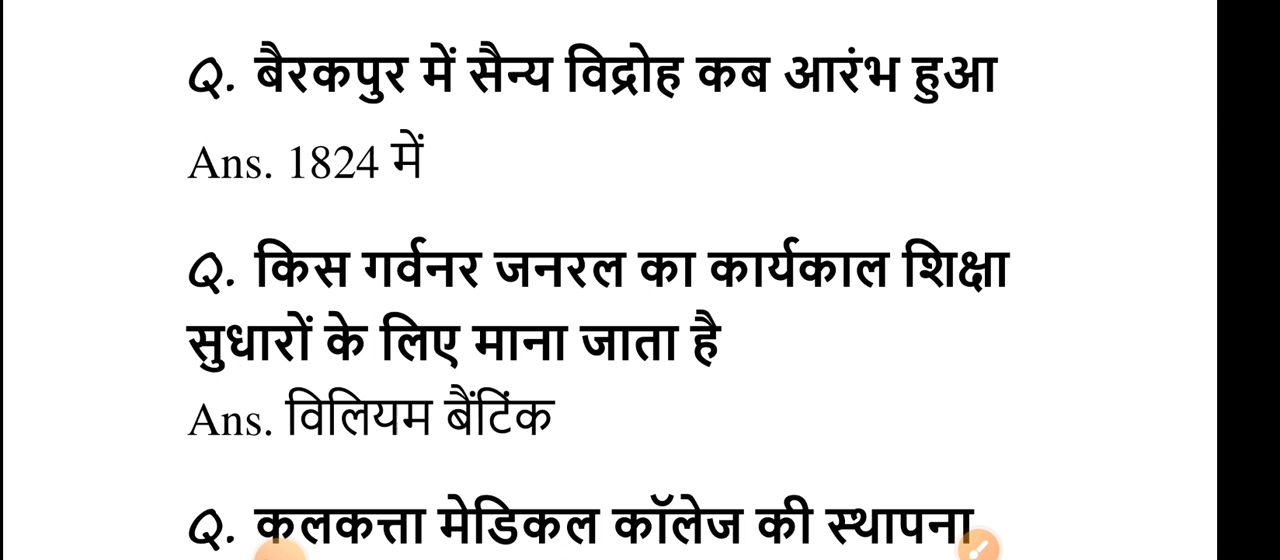 Q. बैरकपुर में सैन्य विद्रोह कब आरंभ हुआ
Ans. 1824 में
Q. किस गर्वनर जनरल का कार्यकाल शिक्षा
सुधारों के लिए माना जाता है
Ans. विलियम बैंटिंक
Q. कलकत्ता मेडिकल कॉलेज की स्थापना